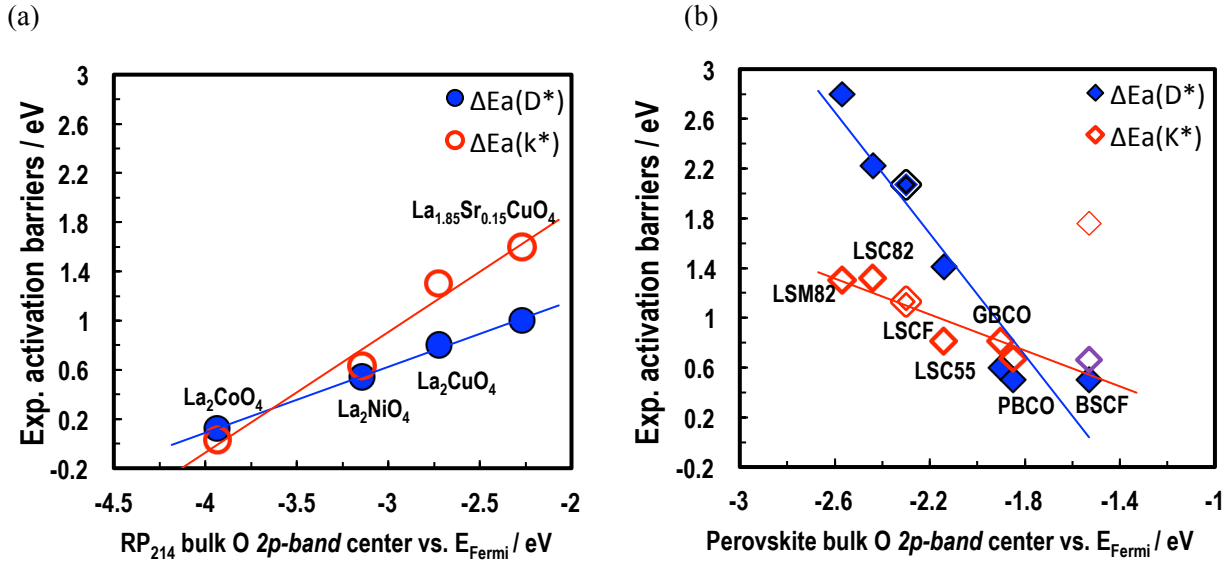 (a)
Exp. activation barriers / eV
3
2.6
2.2
1.8
1.4
1
0.6
0.2
-0.2
ΔEa(D*)
ΔEa(k*)
La1.85Sr0.15CuO4
La2CoO4
La2NiO4
La2CuO4
-4
-3.5
-3
-2.5
-2
RP214 bulk O 2p-band center vs. EFermi / eV
(b)
Exp. activation barriers / eV
3
2.6
2.2
1.8
1.4
1
0.6
0.2
-0.2
ΔEa(D*)
ΔEa(K*)
LSC82
LSM82
GBCO
LSCF
LSC55
PBCO
BSCF
-3
-2.6
-2.2
-1.8
-1.4
-1
Perovskite bulk O 2p-band center vs. EFermi / eV